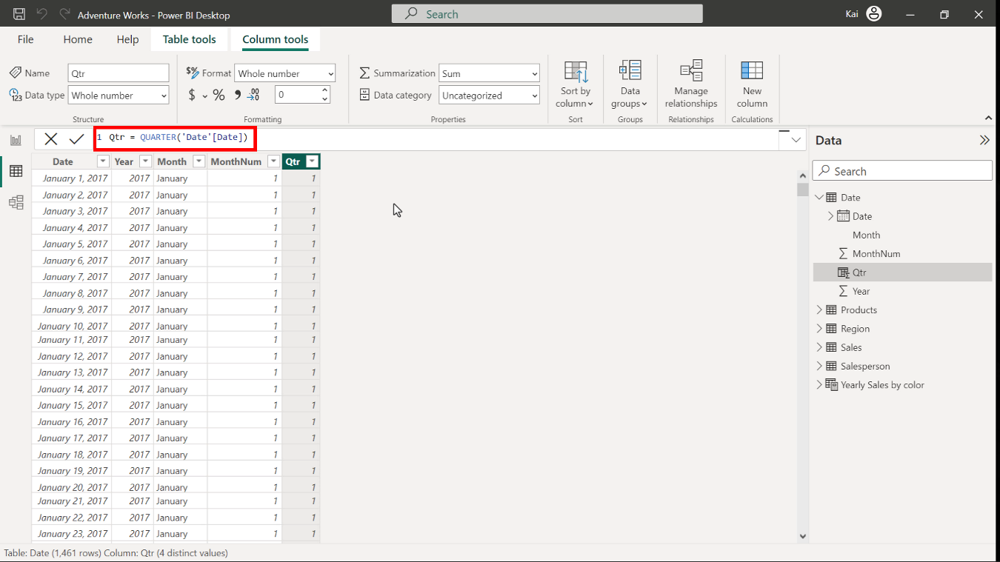 Adventure Works - Power BI Desktop
Search
Kai
File Home Help Table tools Column tools
Name Qtr
Data type Whole number
Structure
Format Whole number
$ % 0
Formatting
Summarization Sum
Data category Uncategorized
Properties
Sort by column
Sort
Data groups
Groups
Manage relationships
Relationships
New column
Calculations
1 Qtr = QUARTER('Date'[Date])
Date Year Month MonthNum Qtr
January 1, 2017 2017 January 1 1
January 2, 2017 2017 January 1 1
January 3, 2017 2017 January 1 1
January 4, 2017 2017 January 1 1
January 5, 2017 2017 January 1 1
January 6, 2017 2017 January 1 1
January 7, 2017 2017 January 1 1
January 8, 2017 2017 January 1 1
January 9, 2017 2017 January 1 1
January 10, 2017 2017 January 1 1
January 11, 2017 2017 January 1 1
January 12, 2017 2017 January 1 1
January 13, 2017 2017 January 1 1
January 14, 2017 2017 January 1 1
January 15, 2017 2017 January 1 1
January 16, 2017 2017 January 1 1
January 17, 2017 2017 January 1 1
January 18, 2017 2017 January 1 1
January 19, 2017 2017 January 1 1
January 20, 2017 2017 January 1 1
January 21, 2017 2017 January 1 1
January 22, 2017 2017 January 1 1
January 23, 2017 2017 January 1 1
Data
Search
Date
Date
Month
MonthNum
Qtr
Year
Products
Region
Sales
Salesperson
Yearly Sales by color
Table: Date (1,461 rows) Column: Qtr (4 distinct values)